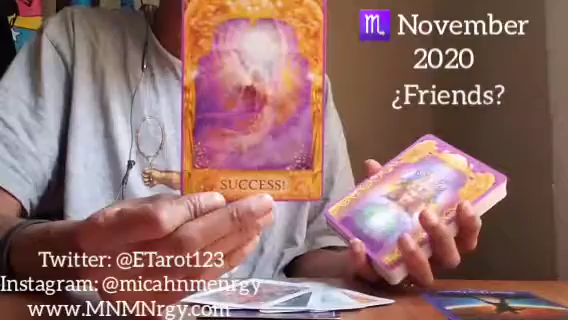 ♏ November
2020
¿Friends?
SUCCESS!
Twitter: @ETarot123
Instagram: @micahnmenrgy
www.MNMNrgy.com